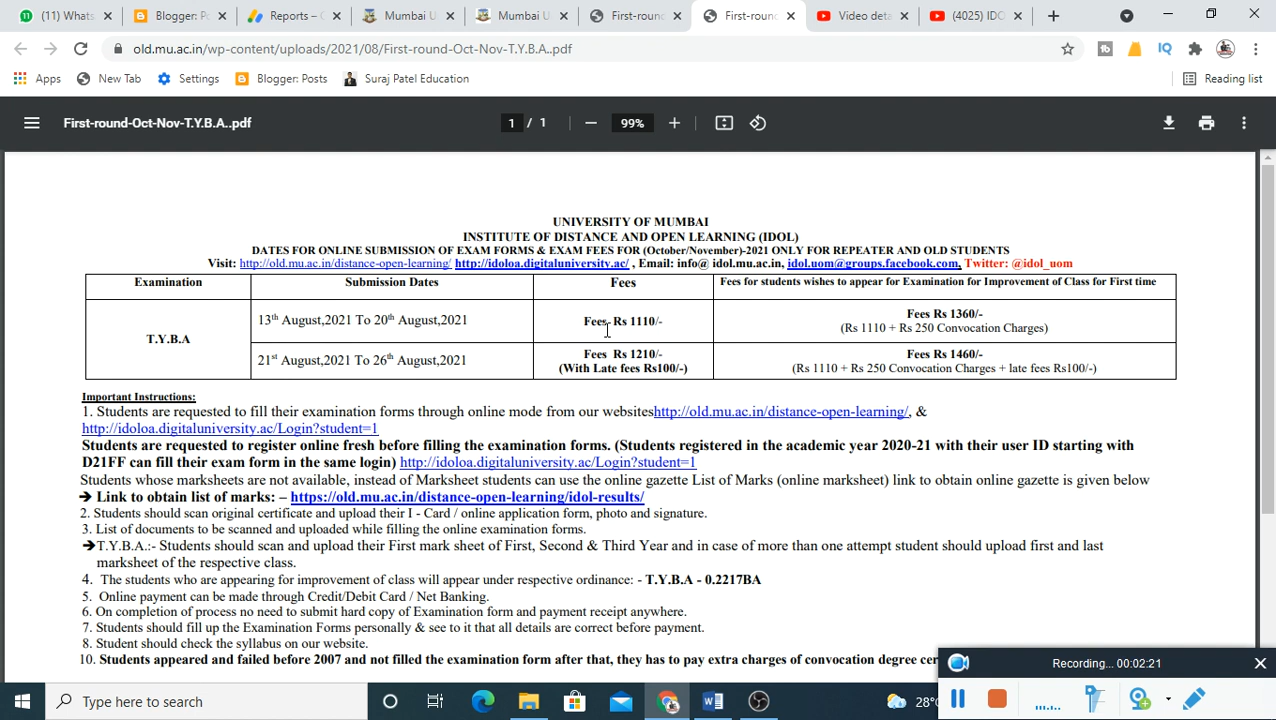 (11) Whats
Blogger: Po
Reports – G
Mumbai U
Mumbai U
First-round
First-round
Video deta
(4025) IDO
old.mu.ac.in/wp-content/uploads/2021/08/First-round-Oct-Nov-T.Y.B.A..pdf
Apps
New Tab
Settings
Blogger: Posts
Suraj Patel Education
Reading list
First-round-Oct-Nov-T.Y.B.A..pdf
1 / 1
99%
UNIVERSITY OF MUMBAI
INSTITUTE OF DISTANCE AND OPEN LEARNING (IDOL)
DATES FOR ONLINE SUBMISSION OF EXAM FORMS & EXAM FEES FOR (October/November)-2021 ONLY FOR REPEATER AND OLD STUDENTS
Visit: http://old.mu.ac.in/distance-open-learning/ http://idoloa.digitaluniversity.ac/ , Email: info@ idol.mu.ac.in, idol.uom@groups.facebook.com, Twitter: @idol_uom
Examination
Submission Dates
Fees
Fees for students wishes to appear for Examination for Improvement of Class for First time
T.Y.B.A
13th August,2021 To 20th August,2021
Fees- Rs 1110/-
Fees Rs 1360/-
(Rs 1110 + Rs 250 Convocation Charges)
21st August,2021 To 26th August,2021
Fees Rs 1210/-
(With Late fees Rs100/-)
Fees Rs 1460/-
(Rs 1110 + Rs 250 Convocation Charges + late fees Rs100/-)
Important Instructions:
1. Students are requested to fill their examination forms through online mode from our websiteshttp://old.mu.ac.in/distance-open-learning/, &
http://idoloa.digitaluniversity.ac/Login?student=1
Students are requested to register online fresh before filling the examination forms. (Students registered in the academic year 2020-21 with their user ID starting with
D21FF can fill their exam form in the same login) http://idoloa.digitaluniversity.ac/Login?student=1
Students whose marksheets are not available, instead of Marksheet students can use the online gazette List of Marks (online marksheet) link to obtain online gazette is given below
➔ Link to obtain list of marks: – https://old.mu.ac.in/distance-open-learning/idol-results/
2. Students should scan original certificate and upload their I - Card / online application form, photo and signature.
3. List of documents to be scanned and uploaded while filling the online examination forms.
➔T.Y.B.A.:- Students should scan and upload their First mark sheet of First, Second & Third Year and in case of more than one attempt student should upload first and last
marksheet of the respective class.
4. The students who are appearing for improvement of class will appear under respective ordinance: - T.Y.B.A - 0.2217BA
5. Online payment can be made through Credit/Debit Card / Net Banking.
6. On completion of process no need to submit hard copy of Examination form and payment receipt anywhere.
7. Students should fill up the Examination Forms personally & see to it that all details are correct before payment.
8. Student should check the syllabus on our website.
10. Students appeared and failed before 2007 and not filled the examination form after that, they has to pay extra charges of convocation degree cer
Recording... 00:02:21
Type here to search
28°